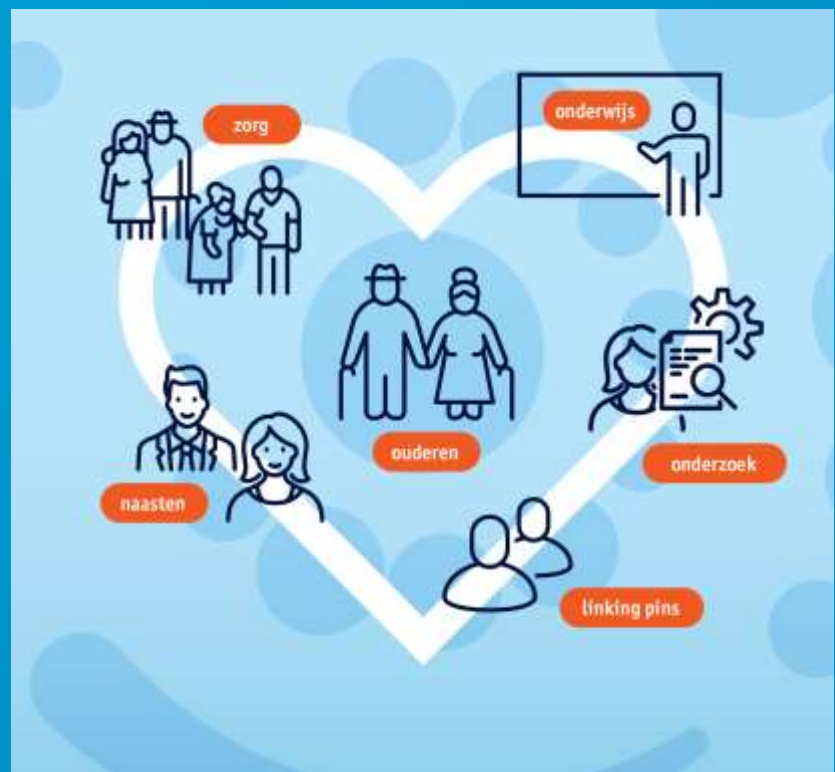 zorg
onderwijs
ouderen
onderzoek
naasten
linking pins